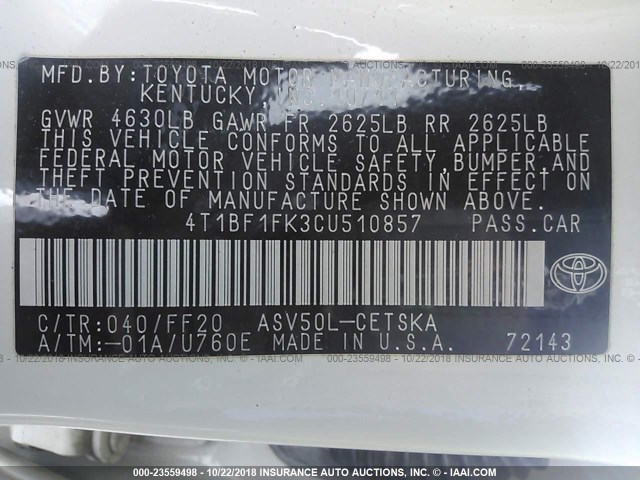 MFD.BY:TOYOTA MOTOR MANUFACTURING,
KENTUCKY, INC.
GVWR 4630LB GAWR FR 2625LB RR 2625LB
THIS VEHICLE CONFORMS TO ALL APPLICABLE
FEDERAL MOTOR VEHICLE SAFETY,BUMPER,AND
THEFT PREVENTION STANDARDS IN EFFECT ON
THE DATE OF MANUFACTURE SHOWN ABOVE.
4T1BF1FK3CU510857 PASS.CAR
C/TR:040/FF20 ASV50L-CETSKA
A/TM:-01A/U760E MADE IN U.S.A. 72143
000-23559498 - 10/22/2018 INSURANCE AUTO AUCTIONS, INC. - IAAI.COM